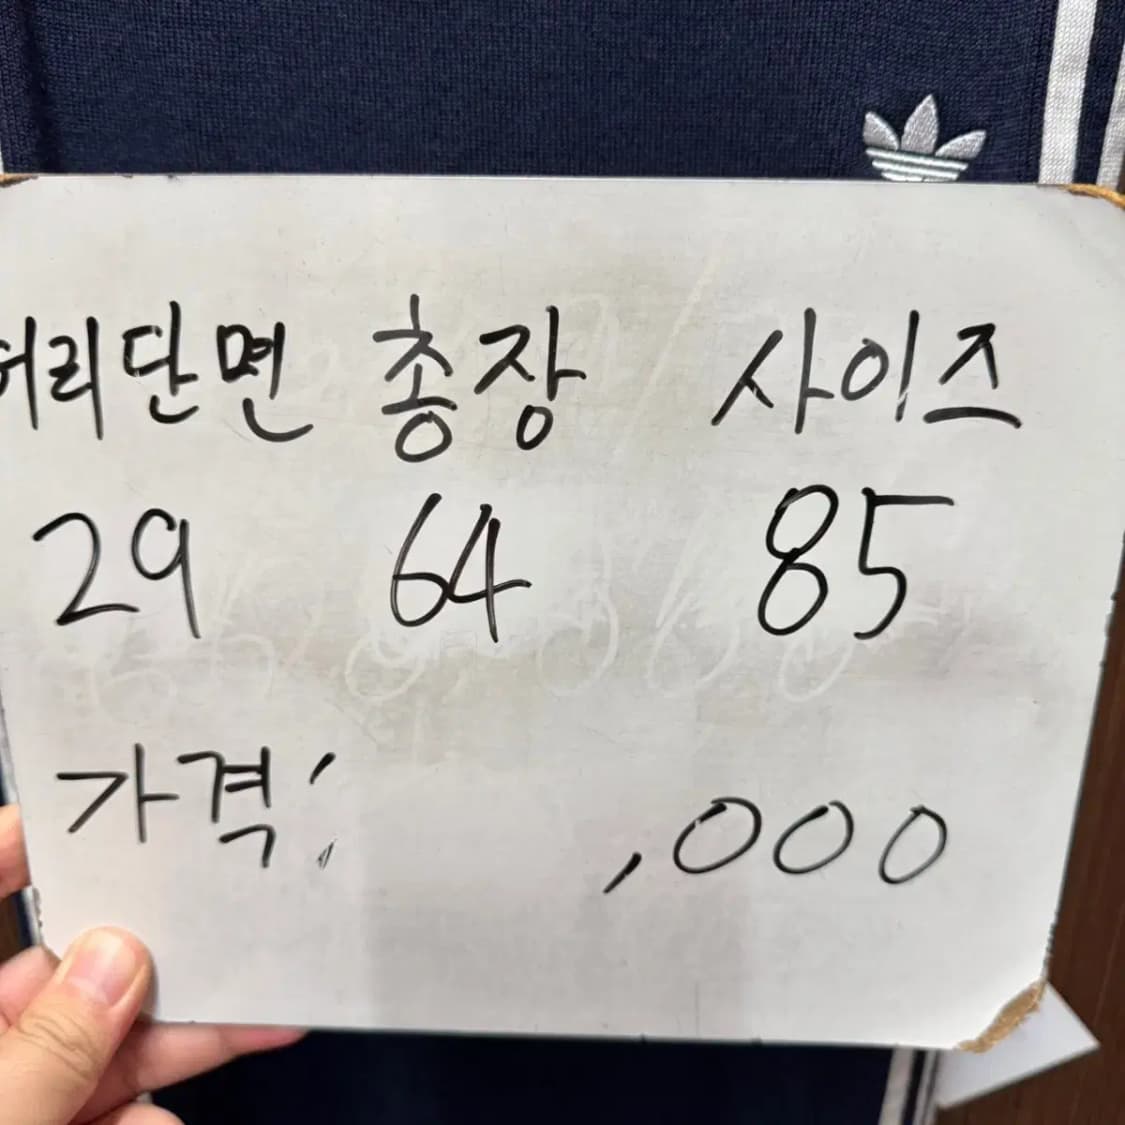 허리단면 총장 사이즈
29 64 85
가격: ,000